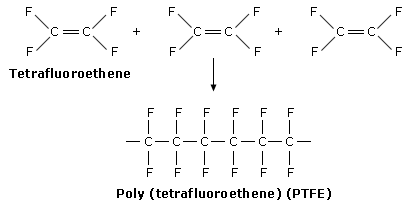 F F F F F F
C = C + C = C + C = C
F F F F F F
Tetrafluoroethene
F F F F F F
C C C C C C
F F F F F F
Poly (tetrafluoroethene) (PTFE)